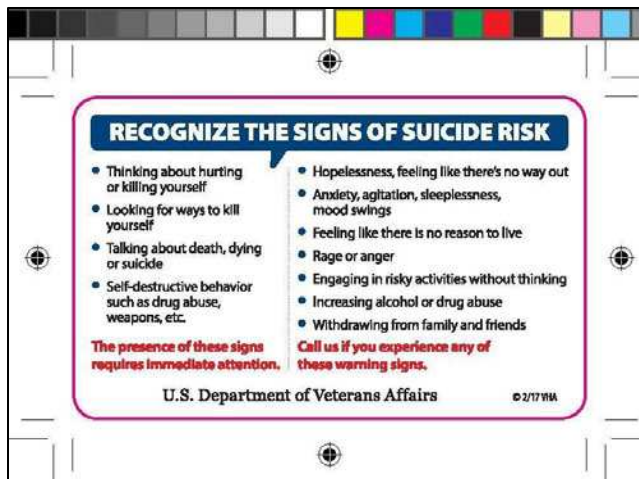 RECOGNIZE THE SIGNS OF SUICIDE RISK
• Thinking about hurting
or killing yourself
• Looking for ways to kill
yourself
• Talking about death, dying
or suicide
• Self-destructive behavior
such as drug abuse,
weapons, etc.
The presence of these signs
requires immediate attention.
• Hopelessness, feeling like there's no way out
• Anxiety, agitation, sleeplessness,
mood swings
• Feeling like there is no reason to live
• Rage or anger
• Engaging in risky activities without thinking
• Increasing alcohol or drug abuse
• Withdrawing from family and friends
Call us if you experience any of
these warning signs.
U.S. Department of Veterans Affairs
© 2/17 VHA